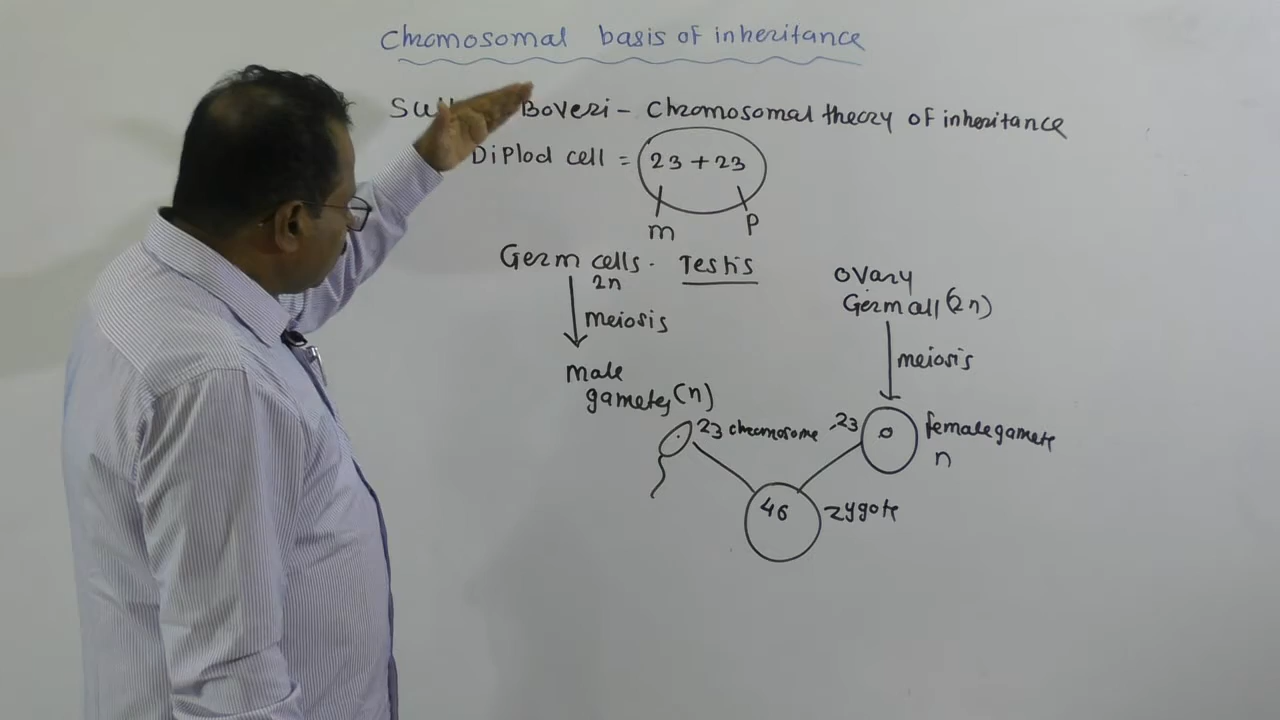 Chromosomal basis of inheritance
Boveri - Chromosomal theory of inheritance
Diplod cell = 23 + 23
m P
Germ cells. Testis
2n
meiosis
male
gametes (n)
23 chromosome
ovary
Germ cell (2n)
meiosis
23
female gamete
n
46 zygote